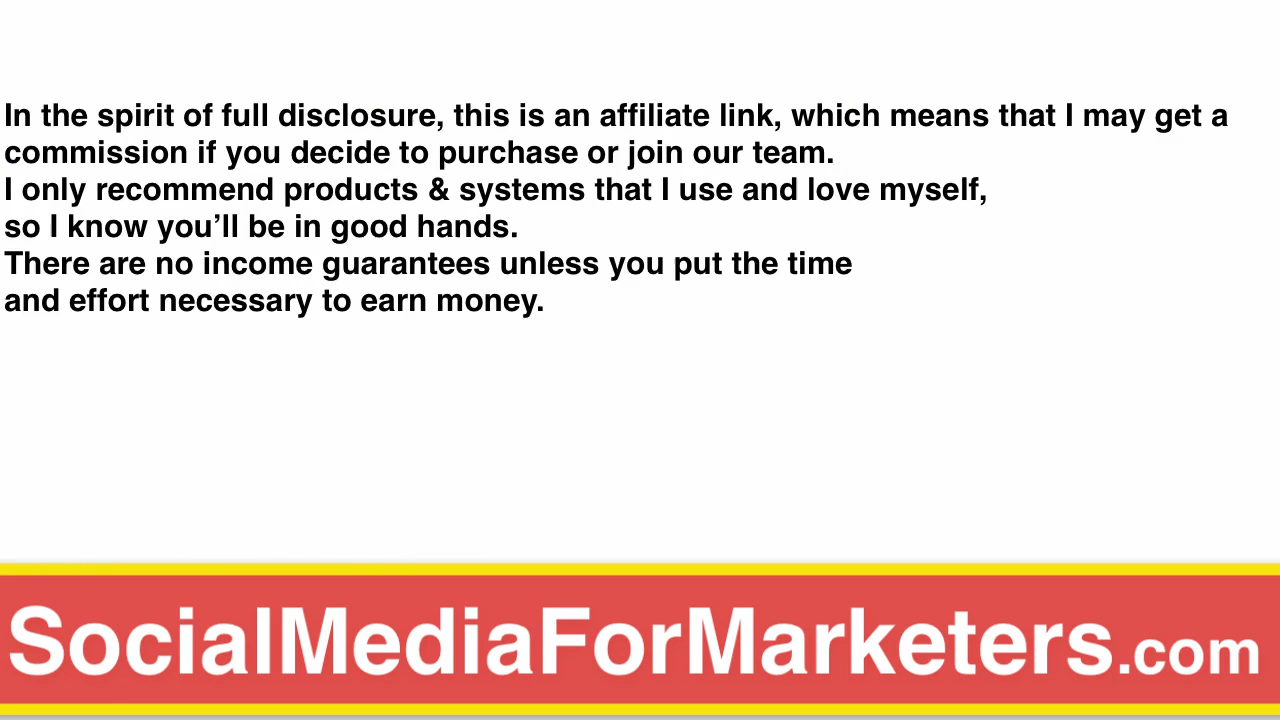 In the spirit of full disclosure, this is an affiliate link, which means that I may get a
commission if you decide to purchase or join our team.
I only recommend products & systems that I use and love myself,
so I know you’ll be in good hands.
There are no income guarantees unless you put the time
and effort necessary to earn money.
SocialMediaForMarketers.com